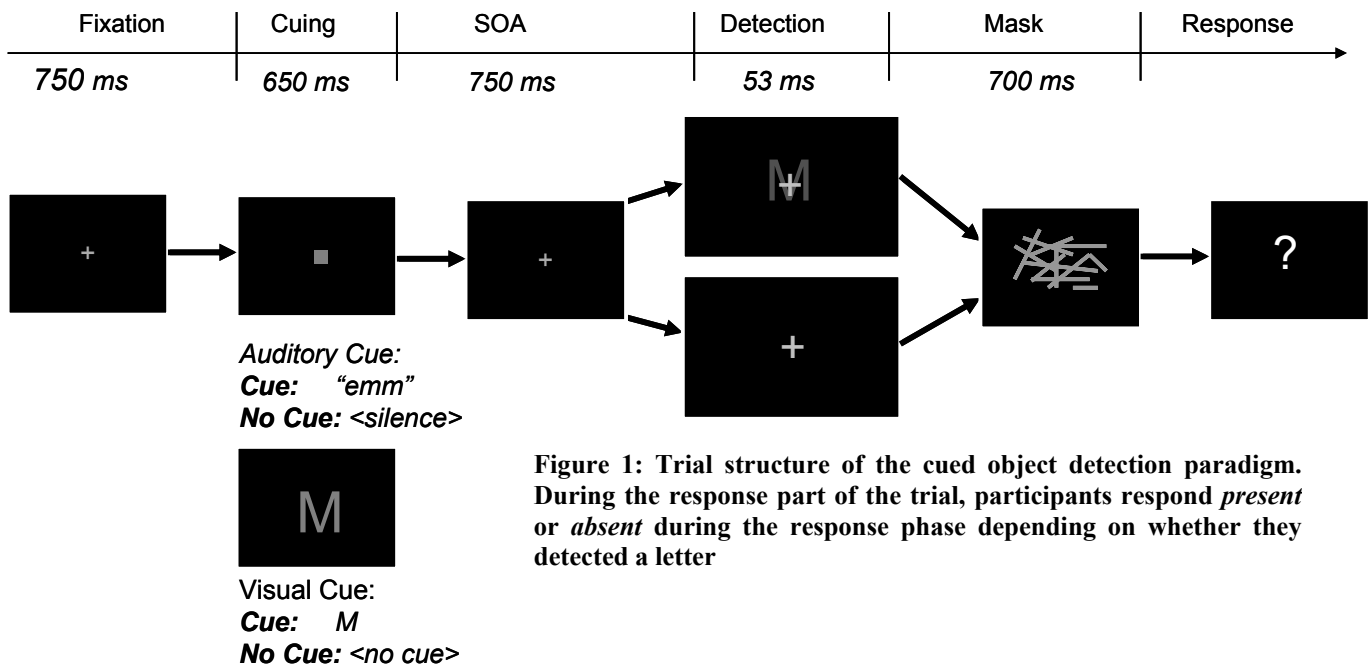 Fixation Cuing SOA Detection Mask Response
750 ms 650 ms 750 ms 53 ms 700 ms
M
?
Auditory Cue:
Cue: “emm”
No Cue: <silence>
M
Visual Cue:
Cue: M
No Cue: <no cue>
Figure 1: Trial structure of the cued object detection paradigm.
During the response part of the trial, participants respond present
or absent during the response phase depending on whether they
detected a letter